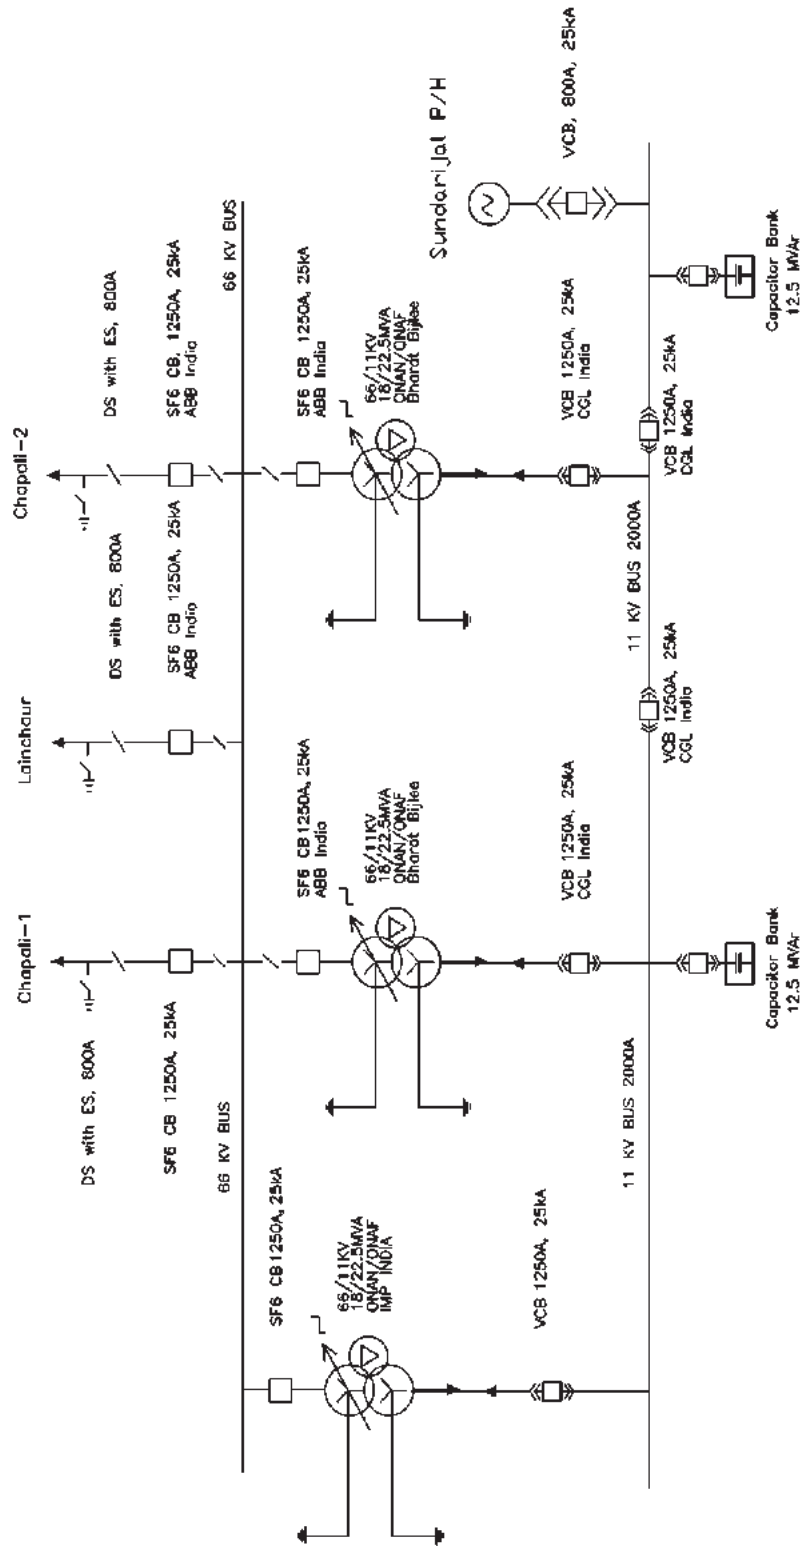 Chapali-1
Lainchaur
Chapali-2
DS with ES, 800A
DS with ES, 800A
DS with ES, 800A
SF6 CB 1250A, 25kA
SF6 CB 1250A, 25kA
ABB India
SF6 CB, 1250A, 25kA
ABB India
66 KV BUS
66 KV BUS
SF6 CB 1250A, 25kA
SF6 CB 1250A, 25kA
ABB India
SF6 CB 1250A, 25kA
ABB India
66/11KV
18/22.5MVA
ONAN/ONAF
IMP INDIA
66/11KV
18/22.5MVA
ONAN/ONAF
Bharat Bijlee
66/11KV
18/22.5MVA
ONAN/ONAF
Bharat Bijlee
Sundarijal P/H
VCB 1250A, 25kA
VCB 1250A, 25kA
CGL India
VCB 1250A, 25kA
CGL India
VCB, 800A, 25kA
11 KV BUS 2000A
11 KV BUS 2000A
VCB 1250A, 25kA
CGL India
VCB 1250A, 25kA
CGL India
Capacitor Bank
12.5 MVAr
Capacitor Bank
12.5 MVAr